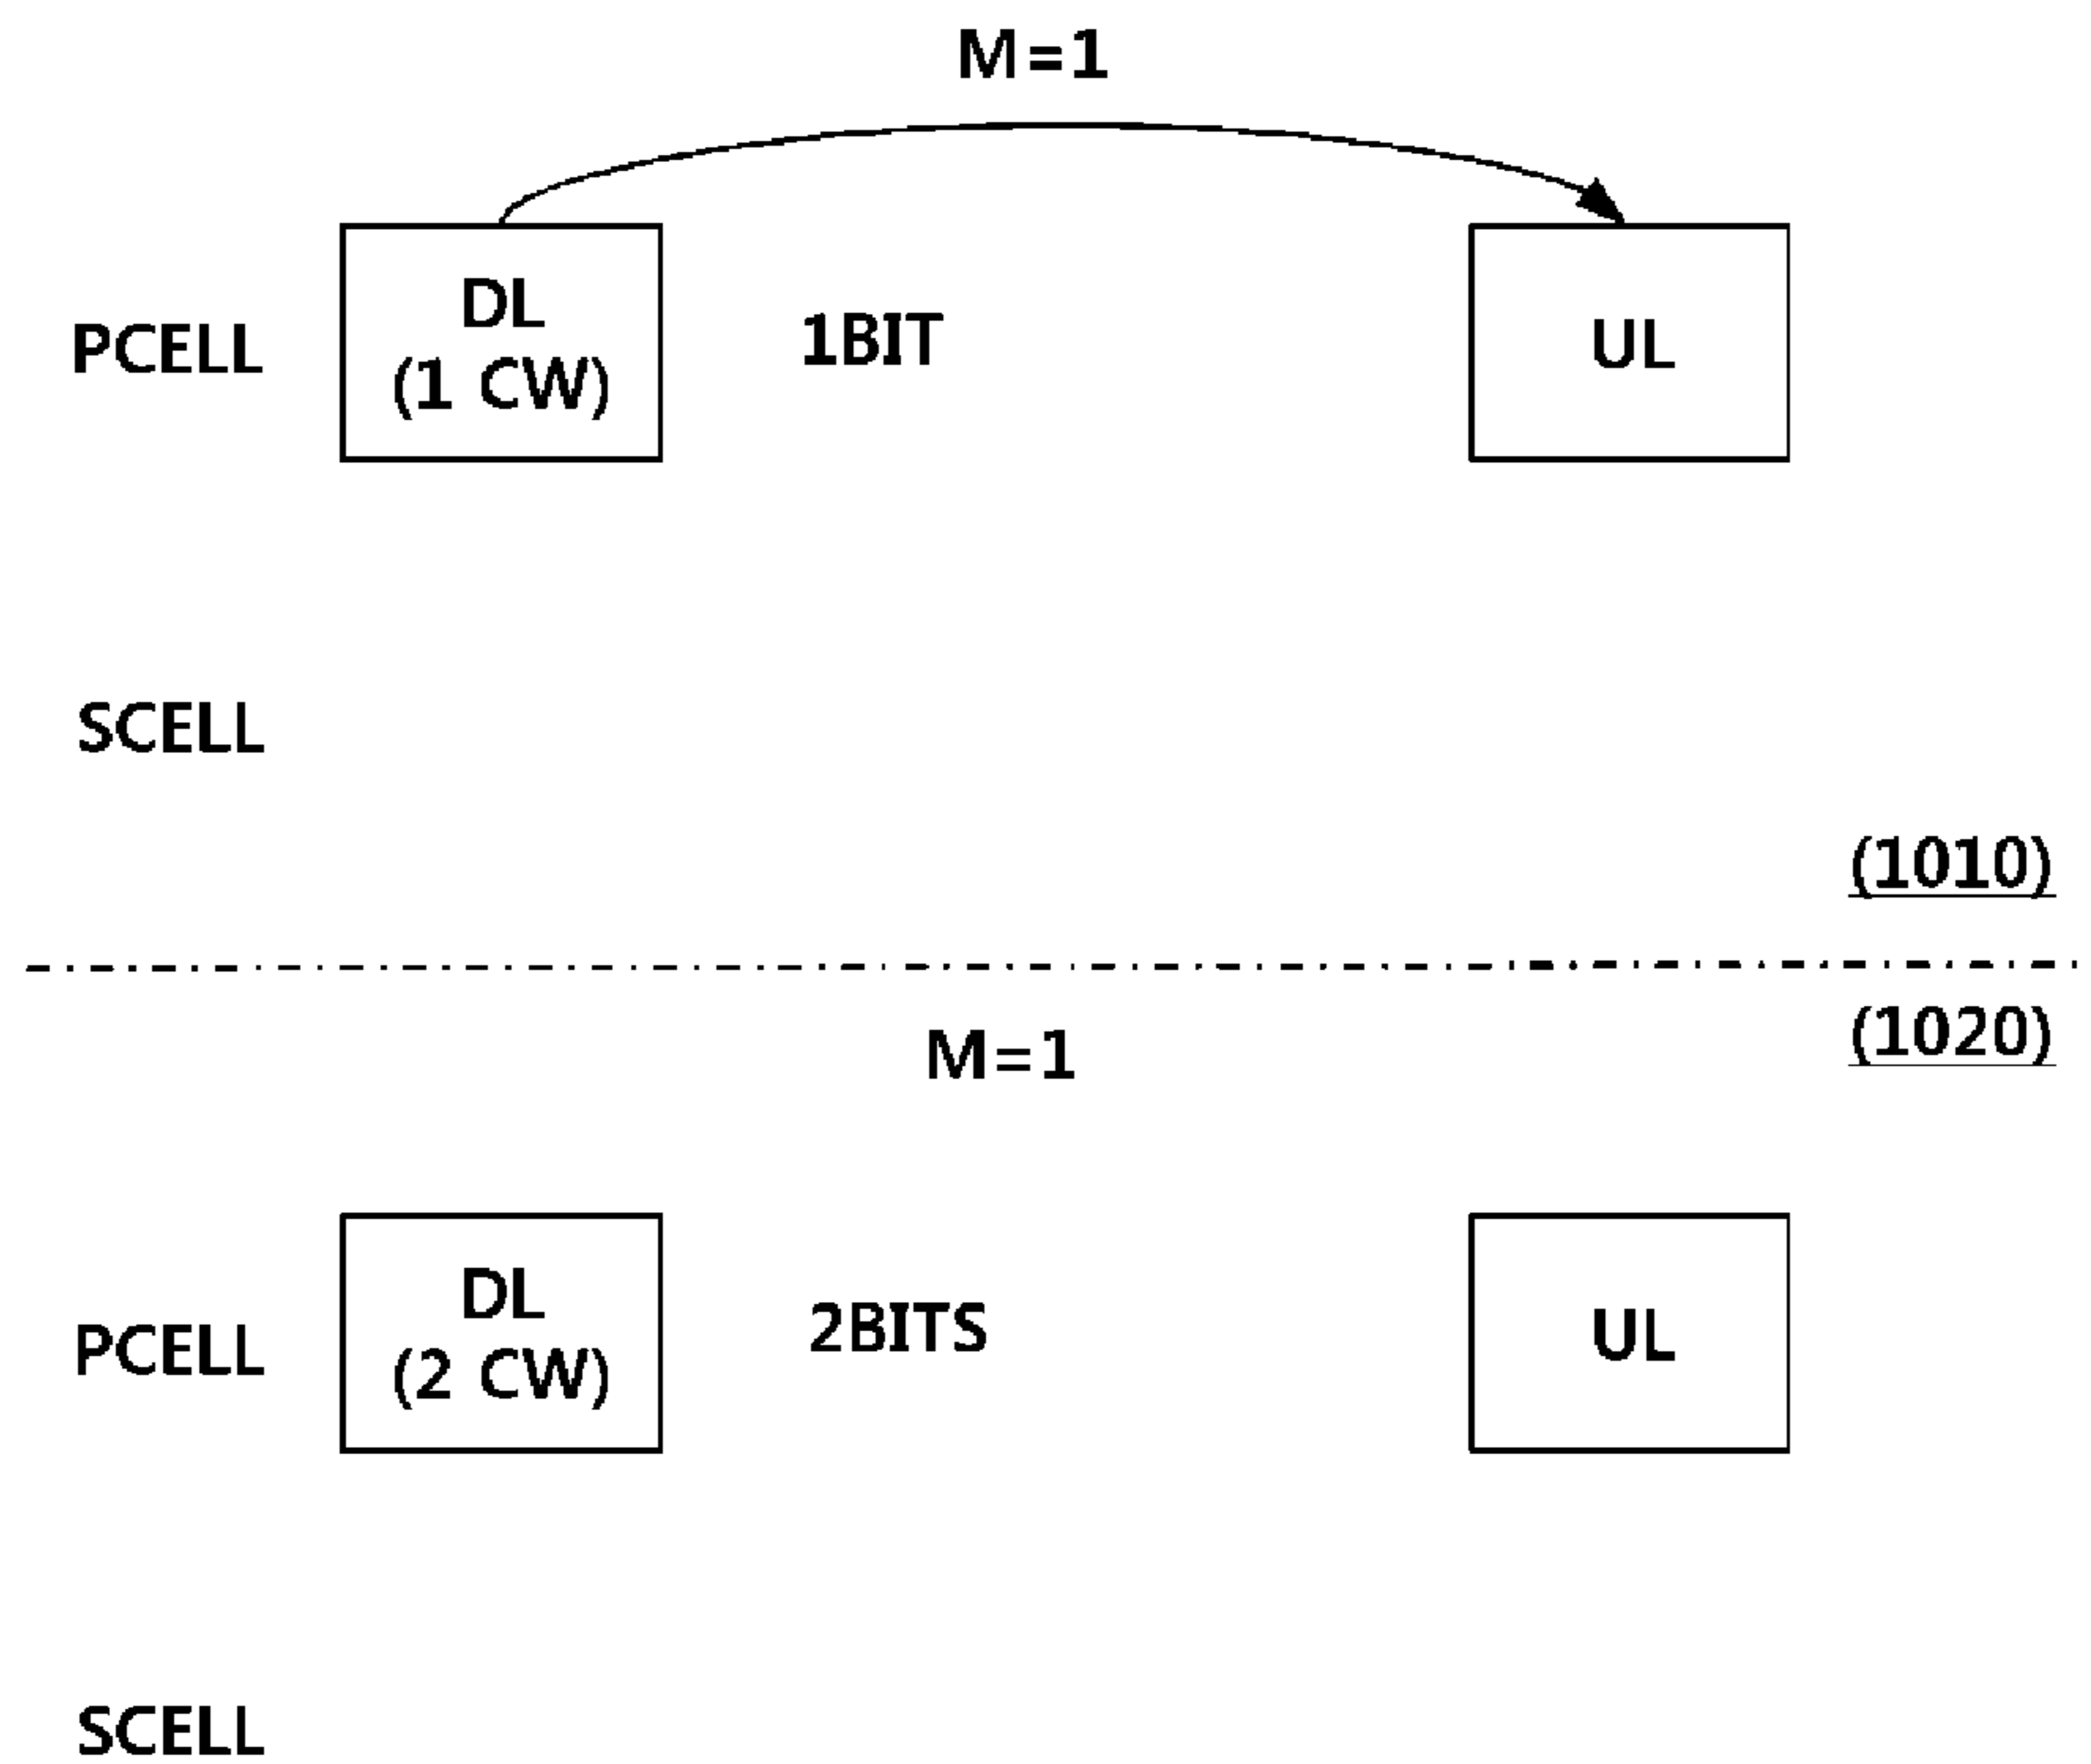 M=1
DL
(1 CW)
PCELL
1BIT
UL
SCELL
(1010)
(1020)
M=1
DL
(2 CW)
PCELL
2BITS
UL
SCELL